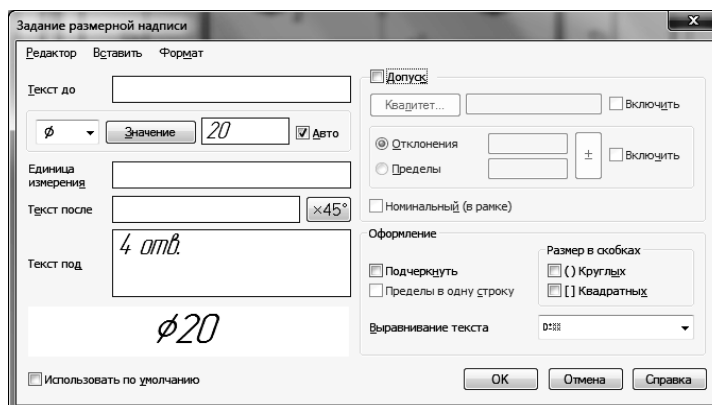 Задание размерной надписи
x
Редактор Вставить Формат
Текст до
Ø Значение 20 Авто
Единица
измерения
Текст после ×45°
Текст под 4 отв.
Ø20
Использовать по умолчанию
Допуск
Квалитет... Включить
Отклонения
Пределы
± Включить
Номинальный (в рамке)
Оформление
Подчеркнуть
Пределы в одну строку
Размер в скобках
( ) Круглых
[ ] Квадратных
Выравнивание текста
OK Отмена Справка